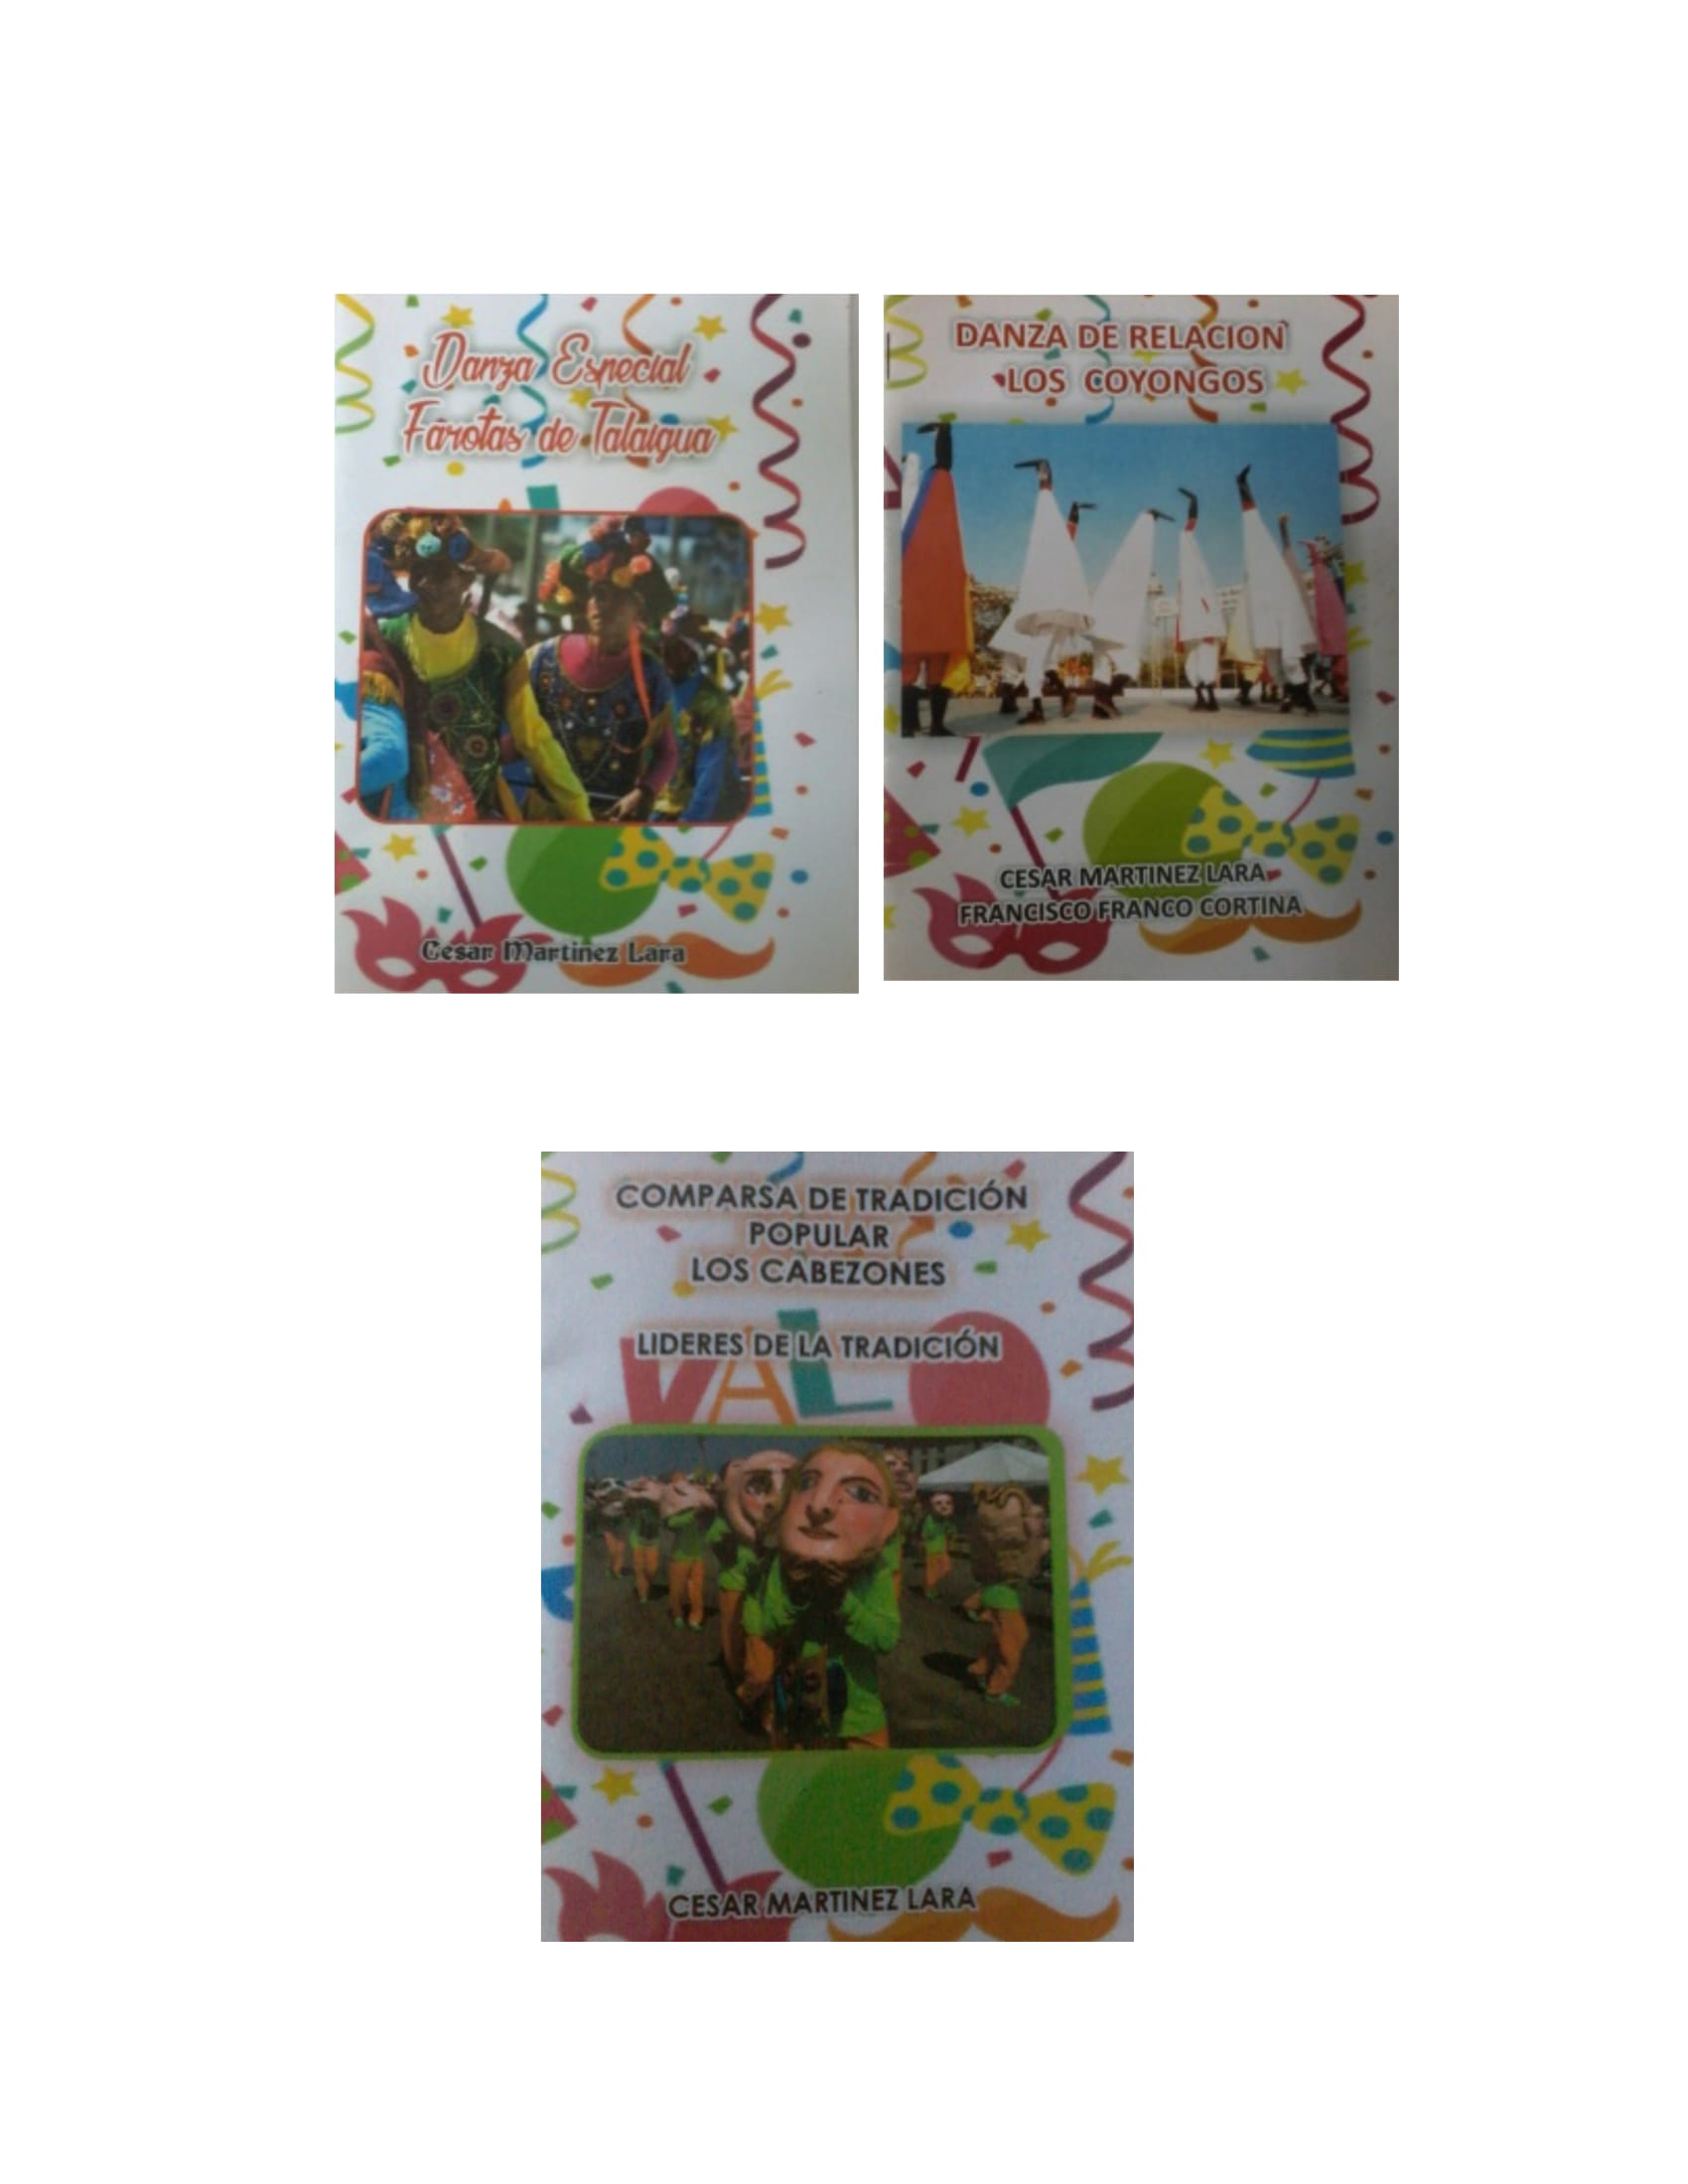 Danza Especial
Farotas de Talaigua
Cesar Martinez Lara
DANZA DE RELACION
LOS COYONGOS
CESAR MARTINEZ LARA
FRANCISCO FRANCO CORTINA
COMPARSA DE TRADICIÓN
POPULAR
LOS CABEZONES
LIDERES DE LA TRADICIÓN
VAL
CESAR MARTINEZ LARA